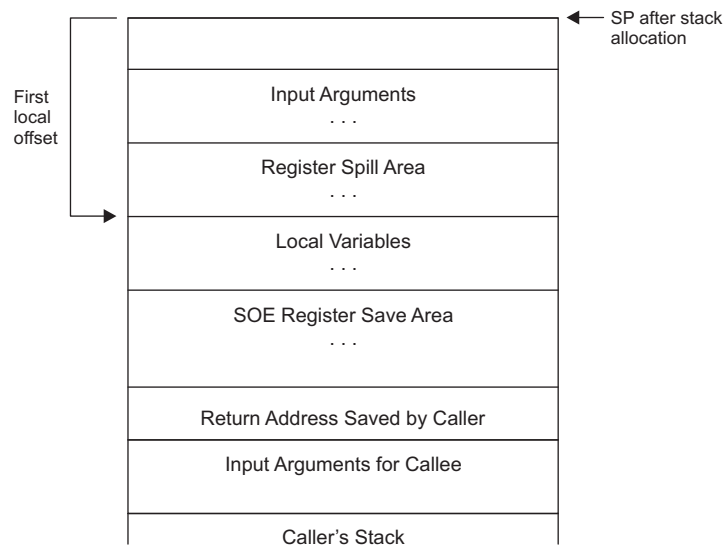 SP after stack
allocation
First
local
offset
Input Arguments
. . .
Register Spill Area
. . .
Local Variables
. . .
SOE Register Save Area
. . .
Return Address Saved by Caller
Input Arguments for Callee
Caller's Stack